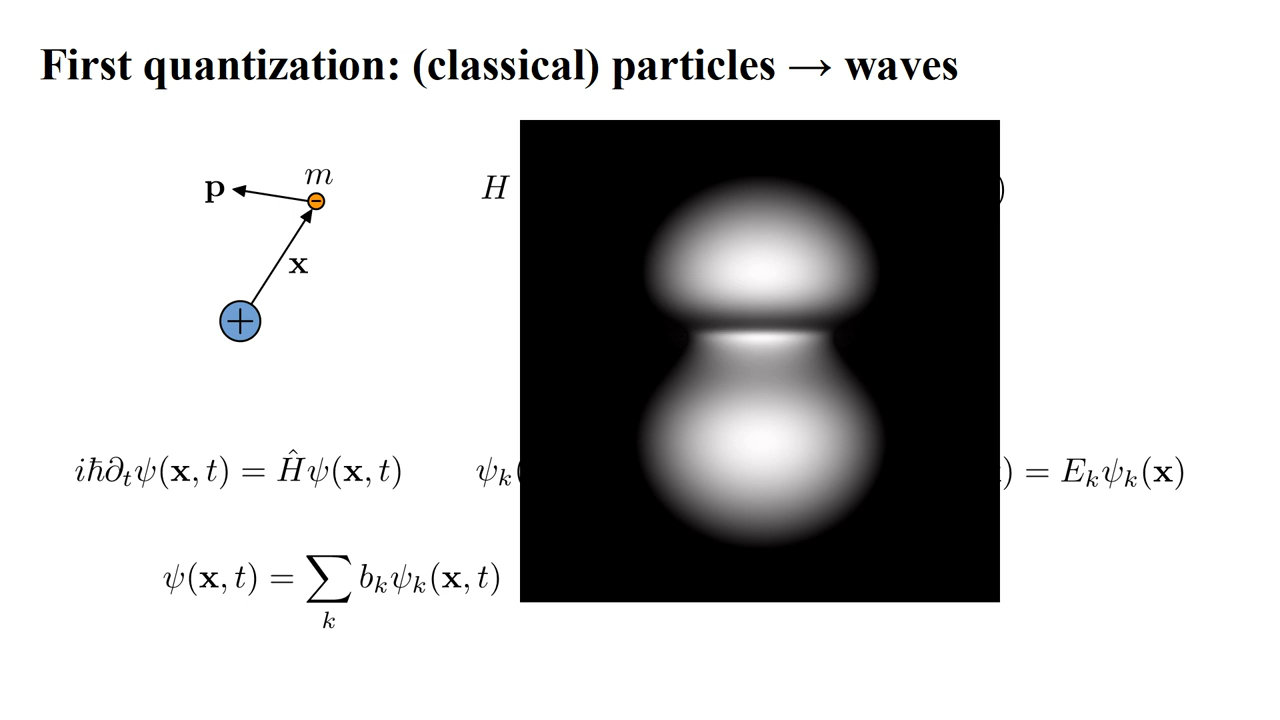 First quantization: (classical) particles → waves
m
p
H )
x
+
iħ∂ₜψ(x, t) = Ĥψ(x, t) ψₖ( ) = Eₖψₖ(x)
ψ(x, t) = ∑ bₖψₖ(x, t)
k